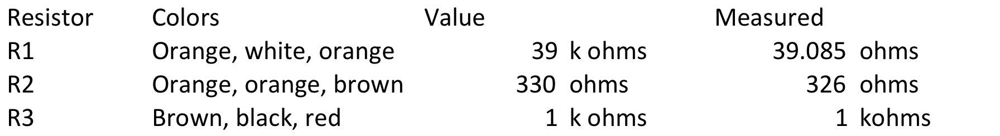 Resistor Colors Value Measured
R1 Orange, white, orange 39 k ohms 39.085 ohms
R2 Orange, orange, brown 330 ohms 326 ohms
R3 Brown, black, red 1 k ohms 1 kohms